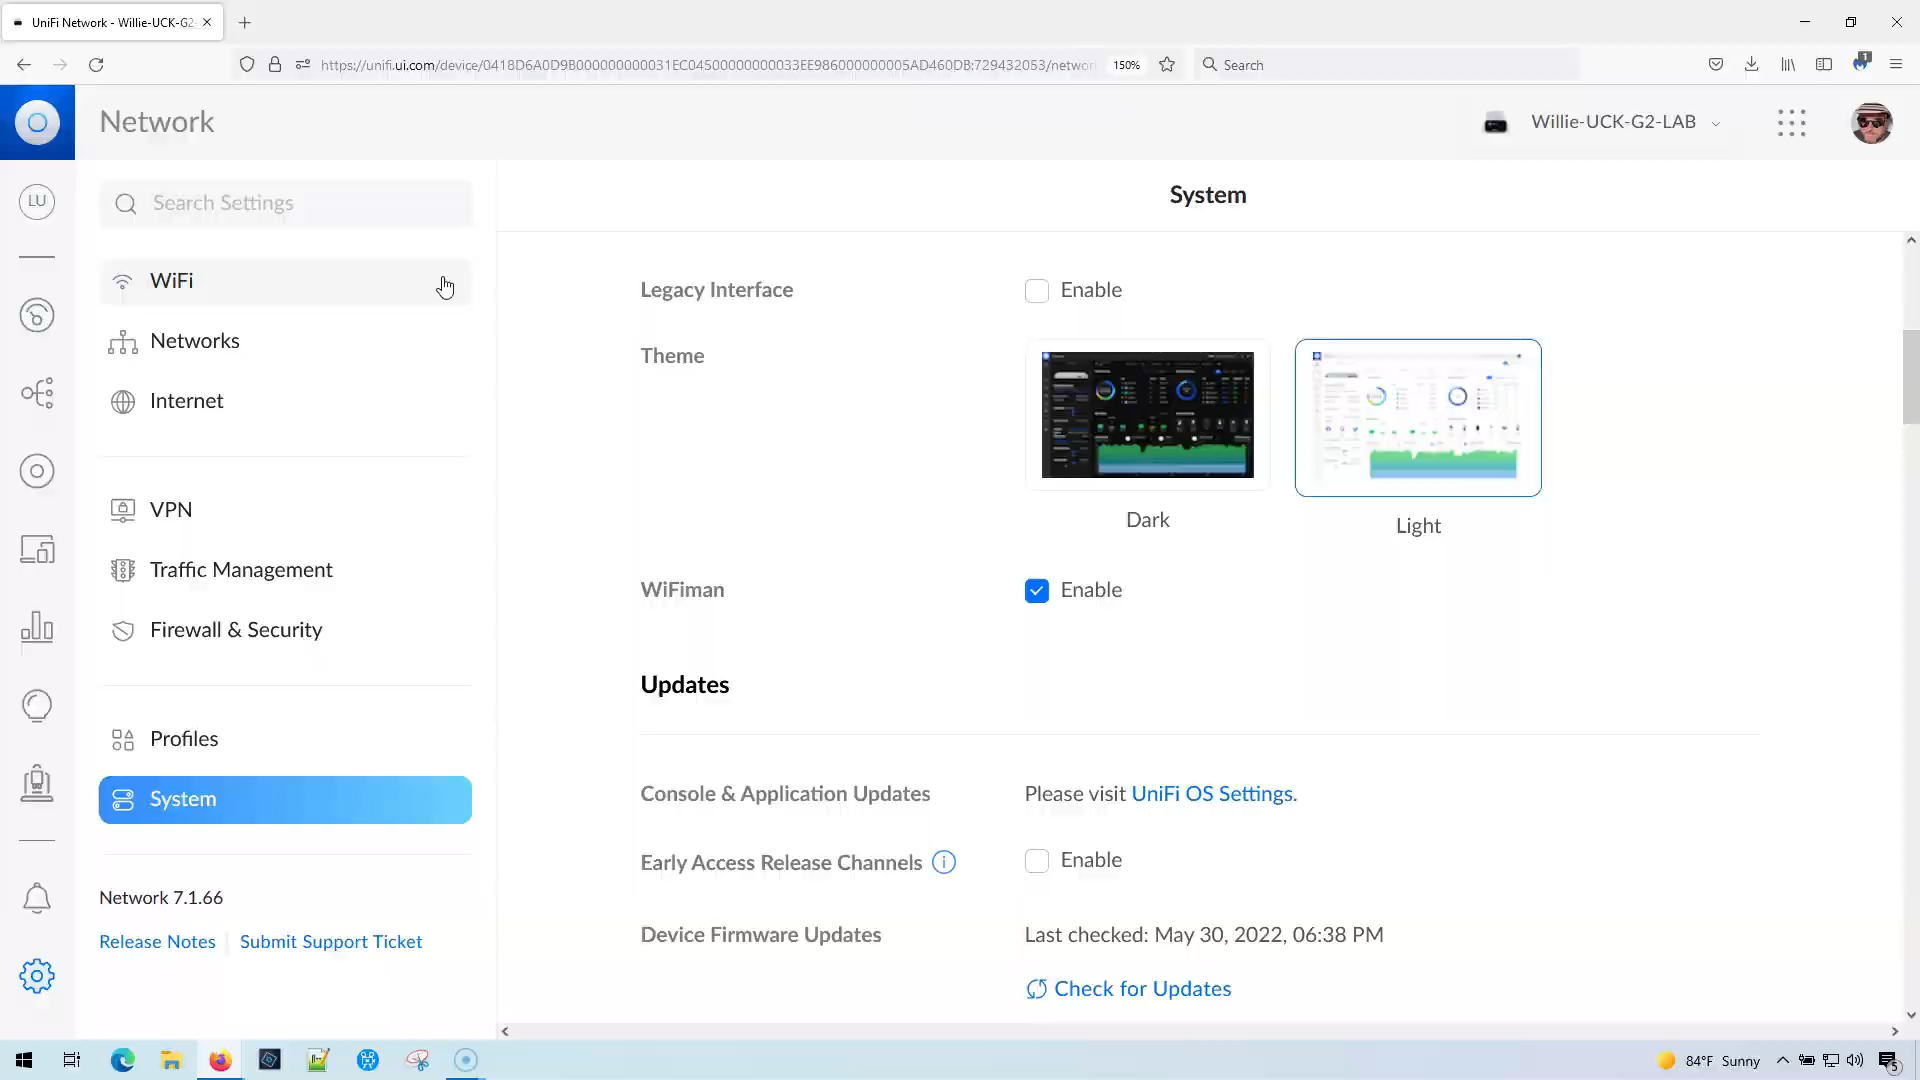 UniFi Network - Willie-UCK-G2-
https://unifi.ui.com/device/0418D6A0D9B000000000031EC04500000000033EE986000000005AD460DB:729432053/networ
150%
Search
1
Network
Willie-UCK-G2-LAB
LU
Search Settings
WiFi
Networks
Internet
VPN
Traffic Management
Firewall & Security
Profiles
System
Network 7.1.66
Release Notes
Submit Support Ticket
System
Legacy Interface
Enable
Theme
Dark
Light
WiFiman
Enable
Updates
Console & Application Updates
Please visit UniFi OS Settings.
Early Access Release Channels
Enable
Device Firmware Updates
Last checked: May 30, 2022, 06:38 PM
Check for Updates
84°F Sunny
5